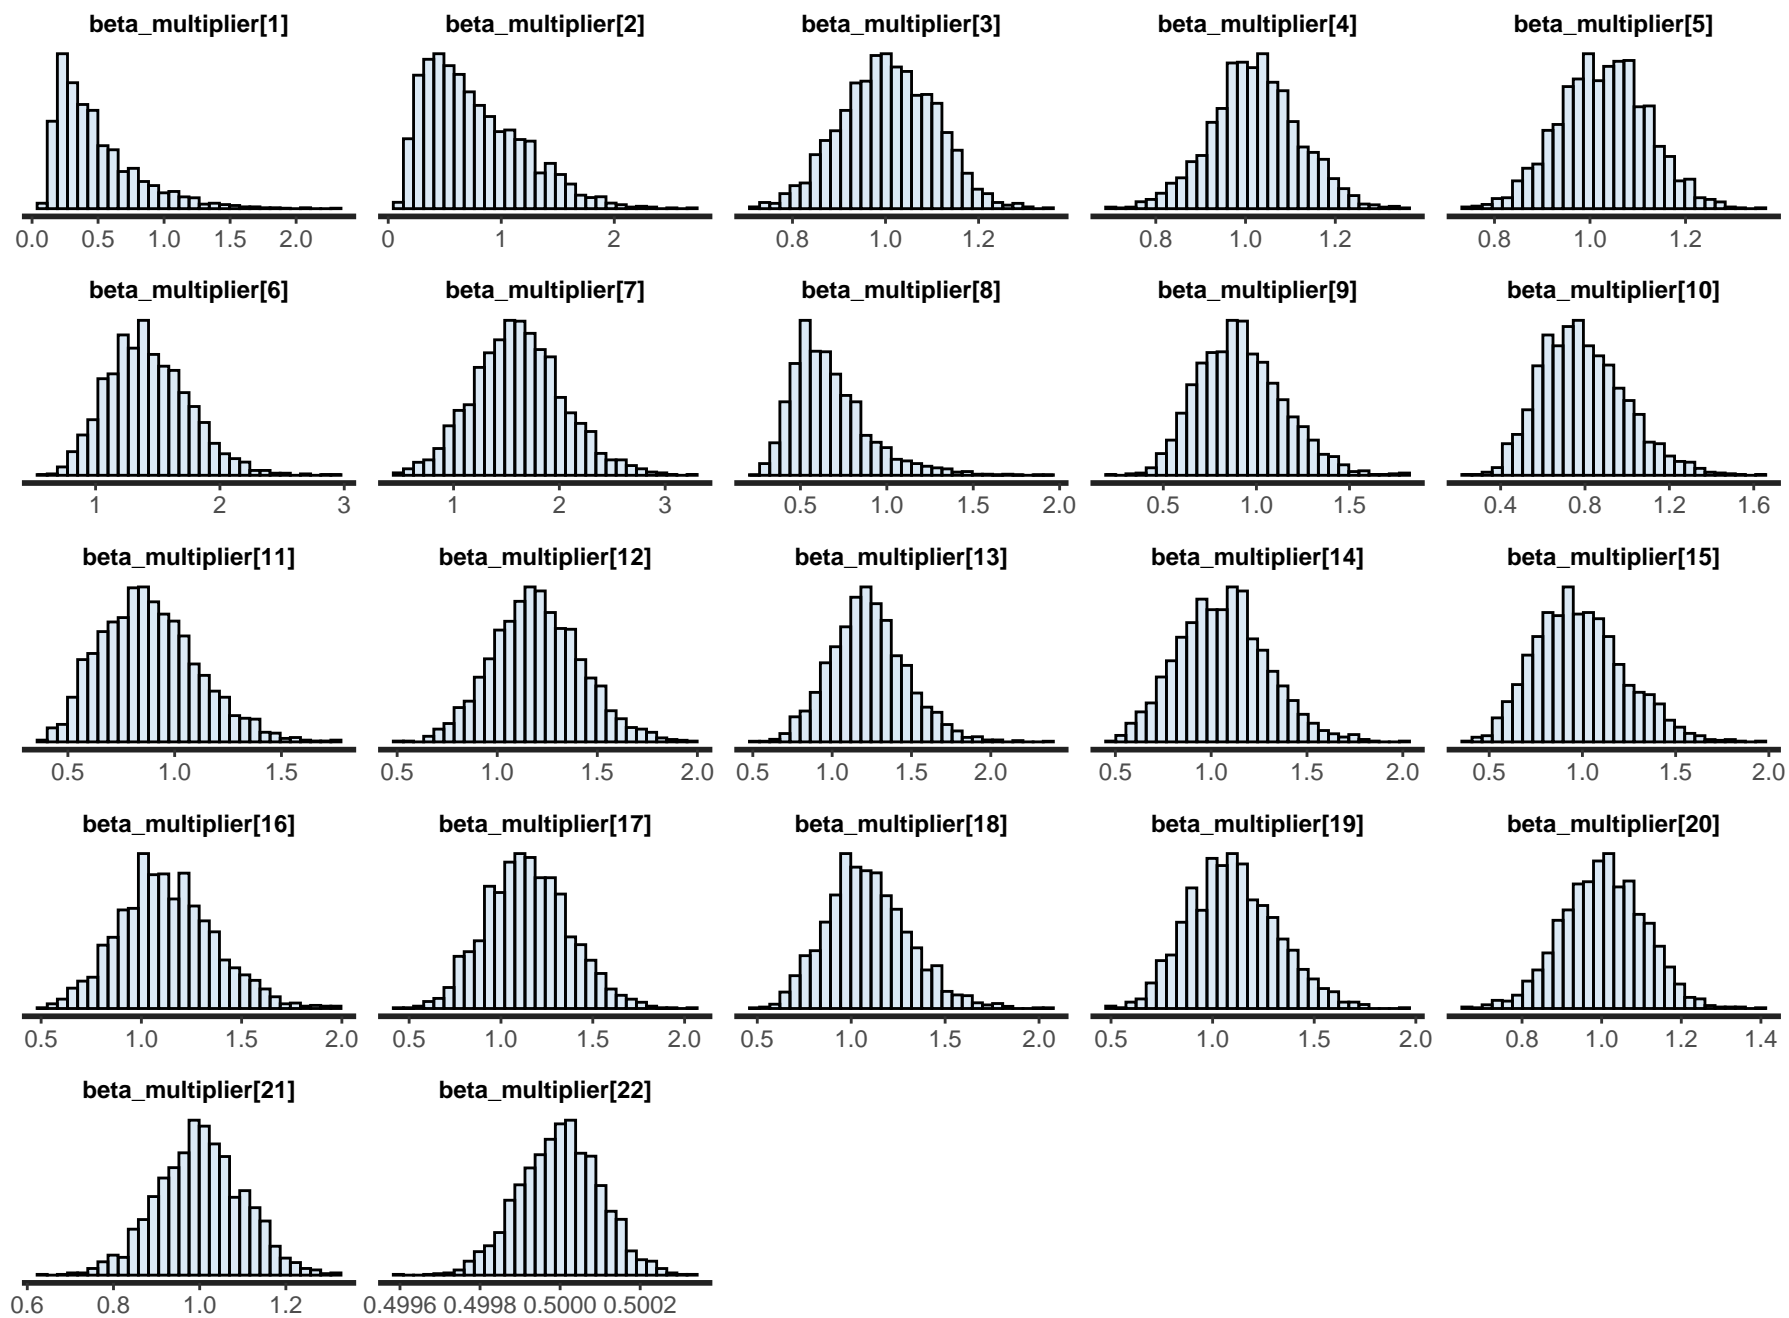 beta_multiplier[1] beta_multiplier[2] beta_multiplier[3] beta_multiplier[4] beta_multiplier[5]
0.0 0.5 1.0 1.5 2.0 0 1 2 0.8 1.0 1.2 0.8 1.0 1.2 0.8 1.0 1.2
beta_multiplier[6] beta_multiplier[7] beta_multiplier[8] beta_multiplier[9] beta_multiplier[10]
1 2 3 1 2 3 0.5 1.0 1.5 2.0 0.5 1.0 1.5 0.4 0.8 1.2 1.6
beta_multiplier[11] beta_multiplier[12] beta_multiplier[13] beta_multiplier[14] beta_multiplier[15]
0.5 1.0 1.5 0.5 1.0 1.5 2.0 0.5 1.0 1.5 2.0 0.5 1.0 1.5 2.0 0.5 1.0 1.5 2.0
beta_multiplier[16] beta_multiplier[17] beta_multiplier[18] beta_multiplier[19] beta_multiplier[20]
0.5 1.0 1.5 2.0 0.5 1.0 1.5 2.0 0.5 1.0 1.5 2.0 0.5 1.0 1.5 2.0 0.8 1.0 1.2 1.4
beta_multiplier[21] beta_multiplier[22]
0.6 0.8 1.0 1.2 0.4996 0.4998 0.5000 0.5002